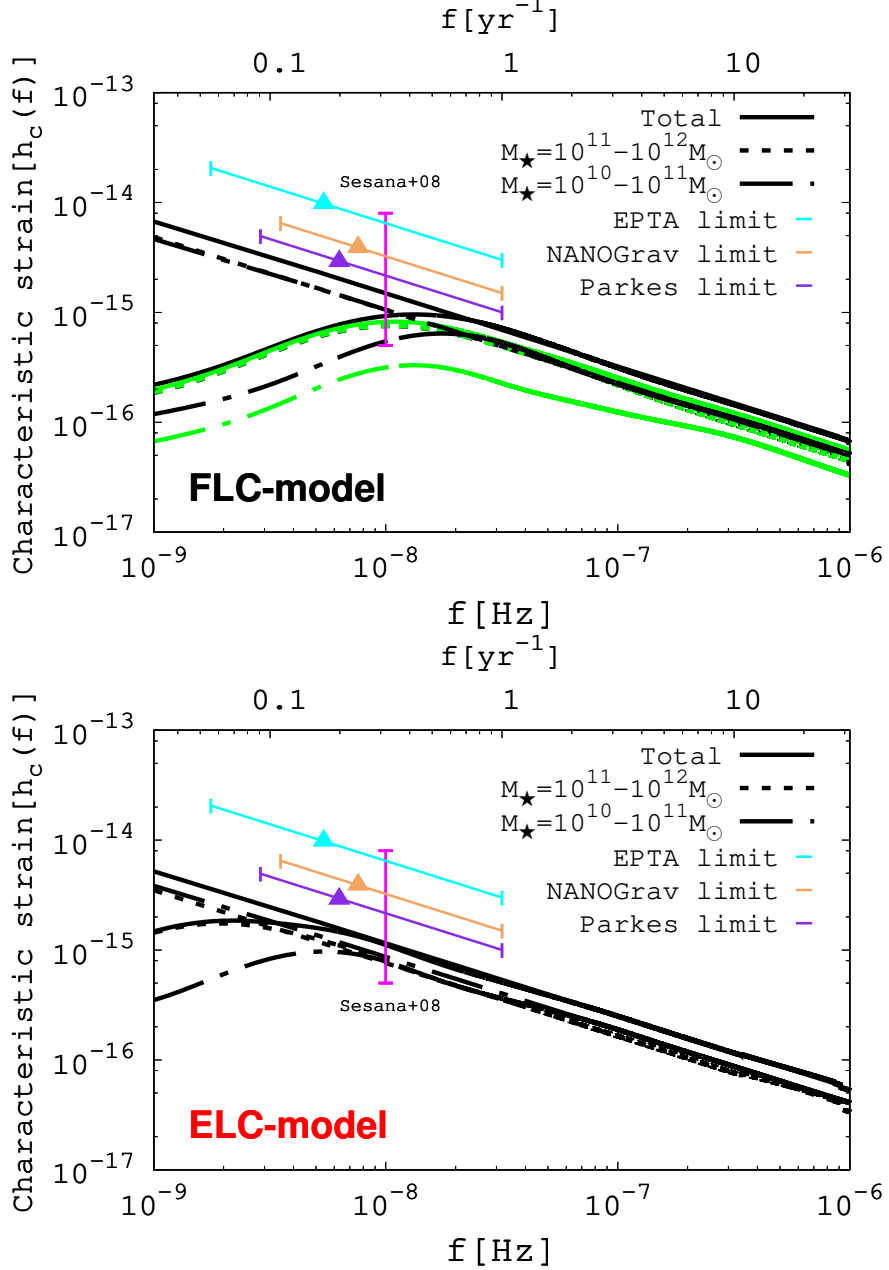 f[yr⁻¹]
0.1 1 10
10⁻¹³
10⁻¹⁴
10⁻¹⁵
10⁻¹⁶
10⁻¹⁷
Characteristic strain[h_c(f)]
Total
M★=10¹¹-10¹²M☉
M★=10¹⁰-10¹¹M☉
EPTA limit
NANOGrav limit
Parkes limit
Sesana+08
FLC-model
10⁻⁹ 10⁻⁸ 10⁻⁷ 10⁻⁶
f[Hz]
f[yr⁻¹]
0.1 1 10
10⁻¹³
10⁻¹⁴
10⁻¹⁵
10⁻¹⁶
10⁻¹⁷
Characteristic strain[h_c(f)]
Total
M★=10¹¹-10¹²M☉
M★=10¹⁰-10¹¹M☉
EPTA limit
NANOGrav limit
Parkes limit
Sesana+08
ELC-model
10⁻⁹ 10⁻⁸ 10⁻⁷ 10⁻�6
f[Hz]